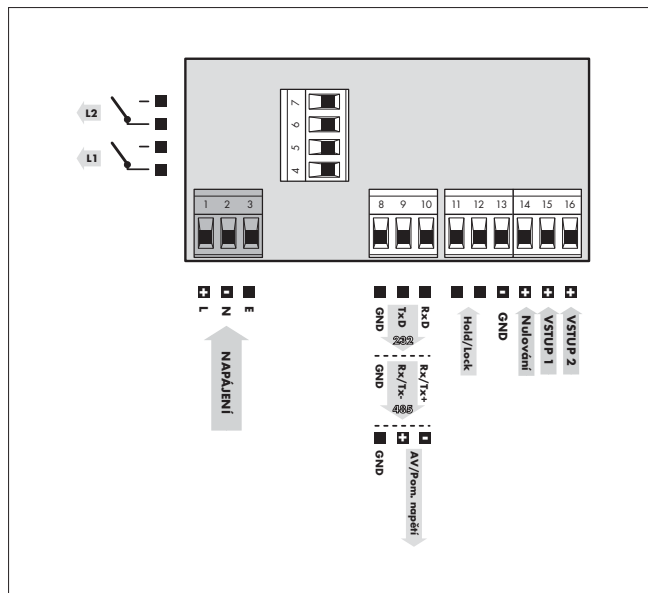 L2
L1
7
6
5
4
1 2 3
8 9 10
11 12 13
14 15 16
L
N
E
NAPÁJENÍ
GND
TxD
RxD
232
GND
Rx/Tx-
Rx/Tx+
485
GND
AV/Pom. napětí
Hold/Lock
GND
Nulování
VSTUP 1
VSTUP 2